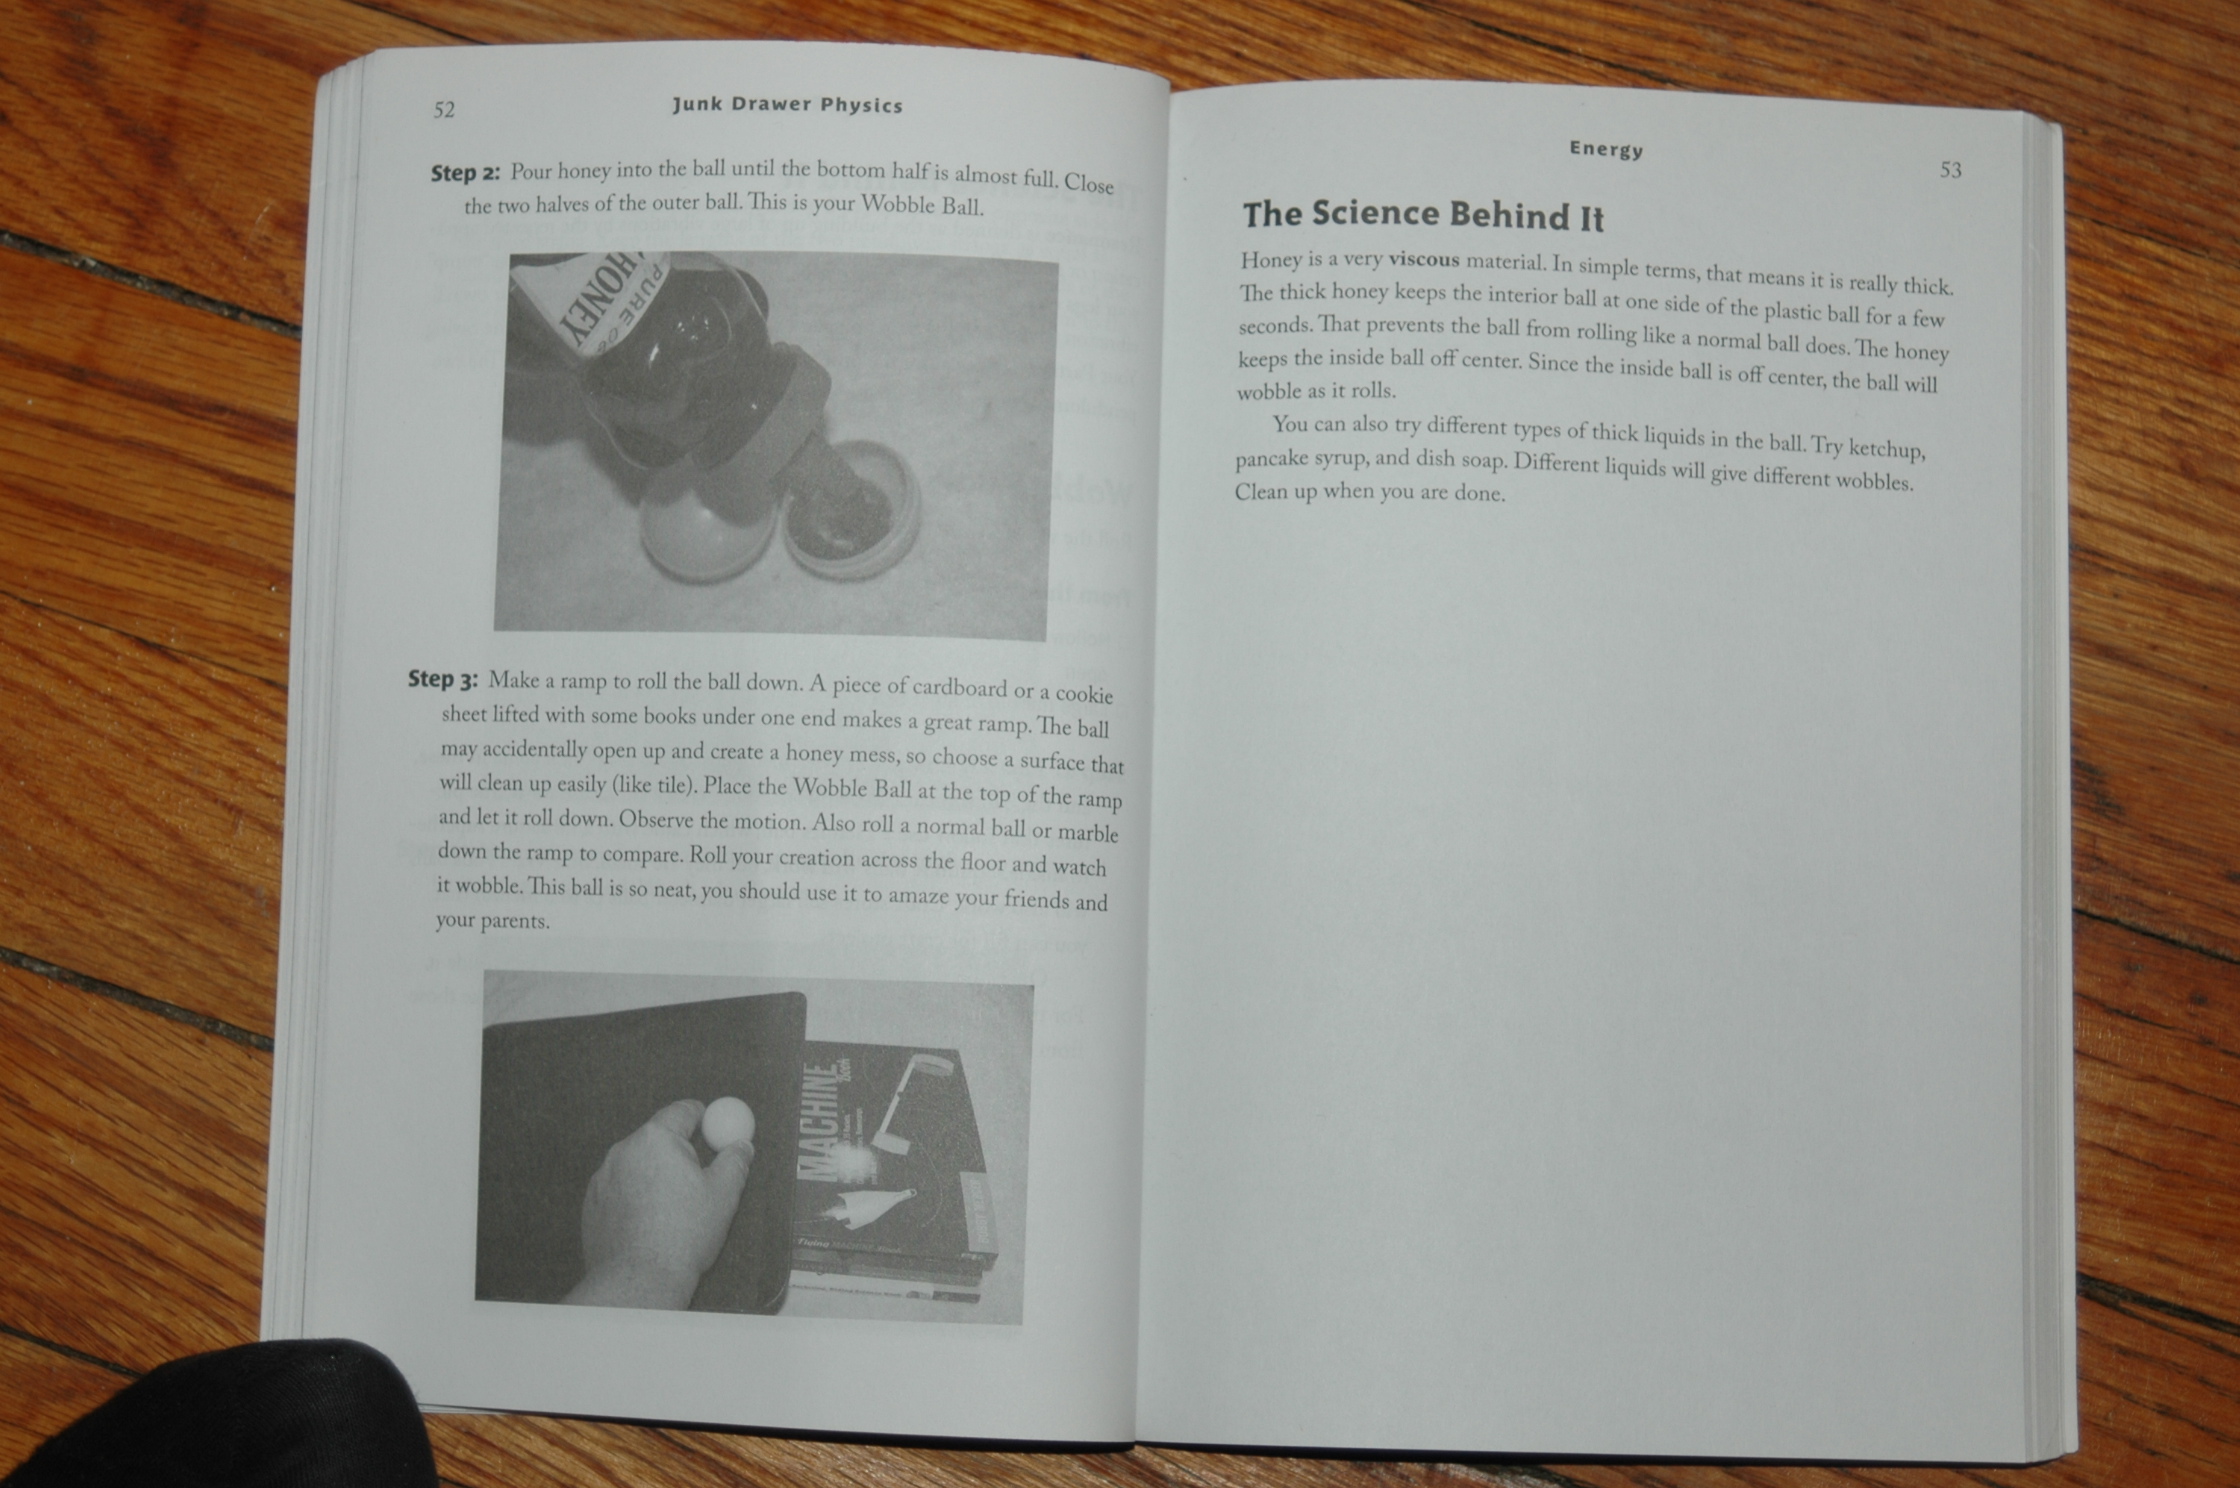 52
Junk Drawer Physics
Step 2: Pour honey into the ball until the bottom half is almost full. Close
the two halves of the outer ball. This is your Wobble Ball.
PURE
HONEY
Step 3: Make a ramp to roll the ball down. A piece of cardboard or a cookie
sheet lifted with some books under one end makes a great ramp. The ball
may accidentally open up and create a honey mess, so choose a surface that
will clean up easily (like tile). Place the Wobble Ball at the top of the ramp
and let it roll down. Observe the motion. Also roll a normal ball or marble
down the ramp to compare. Roll your creation across the floor and watch
it wobble. This ball is so neat, you should use it to amaze your friends and
your parents.
MACHINE
Book
Flying MACHINE Book
Energy
53
The Science Behind It
Honey is a very viscous material. In simple terms, that means it is really thick.
The thick honey keeps the interior ball at one side of the plastic ball for a few
seconds. That prevents the ball from rolling like a normal ball does. The honey
keeps the inside ball off center. Since the inside ball is off center, the ball will
wobble as it rolls.
You can also try different types of thick liquids in the ball. Try ketchup,
pancake syrup, and dish soap. Different liquids will give different wobbles.
Clean up when you are done.